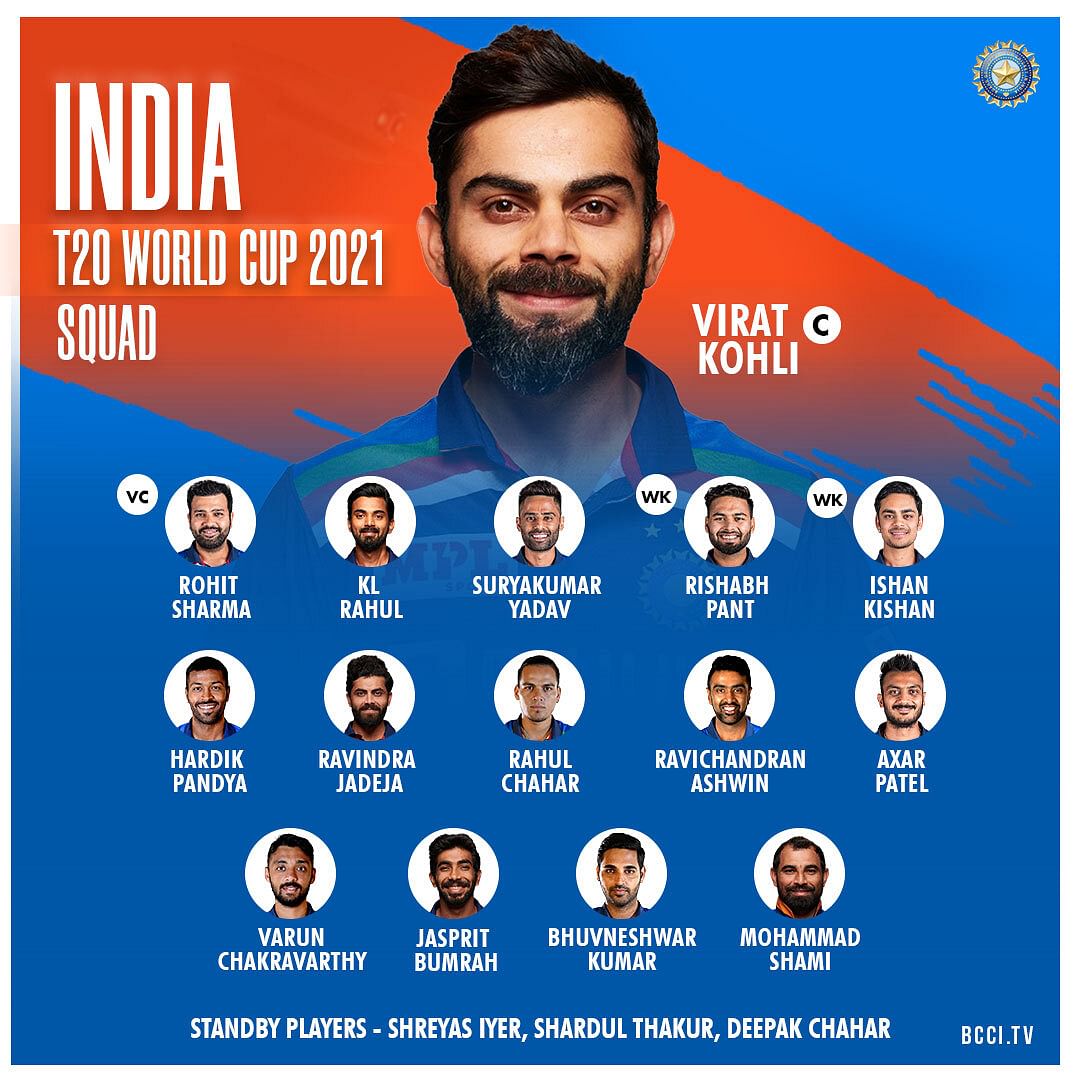 INDIA
T20 WORLD CUP 2021
SQUAD
VIRAT C
KOHLI
VC
ROHIT
SHARMA
KL
RAHUL
SURYAKUMAR
YADAV
WK
RISHABH
PANT
WK
ISHAN
KISHAN
HARDIK
PANDYA
RAVINDRA
JADEJA
RAHUL
CHAHAR
RAVICHANDRAN
ASHWIN
AXAR
PATEL
VARUN
CHAKRAVARTHY
JASPRIT
BUMRAH
BHUVNESHWAR
KUMAR
MOHAMMAD
SHAMI
MPL
STANDBY PLAYERS - SHREYAS IYER, SHARDUL THAKUR, DEEPAK CHAHAR
BCCI.TV